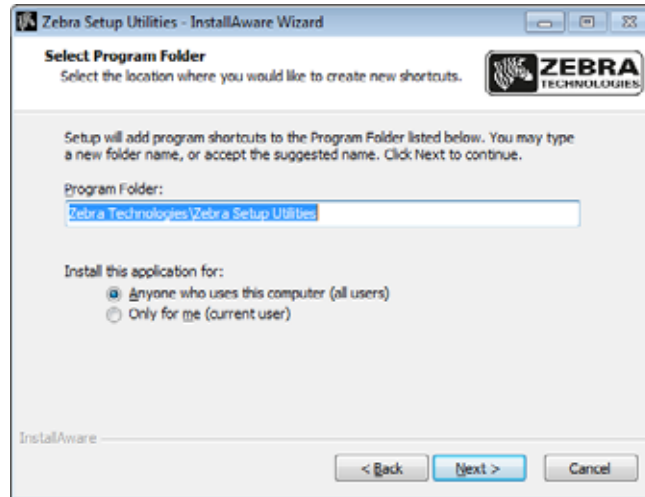 Zebra Setup Utilities - InstallAware Wizard
Select Program Folder
Select the location where you would like to create new shortcuts.
ZEBRA
TECHNOLOGIES
Setup will add program shortcuts to the Program Folder listed below. You may type
a new folder name, or accept the suggested name. Click Next to continue.
Program Folder:
Zebra Technologies\Zebra Setup Utilities
Install this application for:
Anyone who uses this computer (all users)
Only for me (current user)
InstallAware
< Back
Next >
Cancel